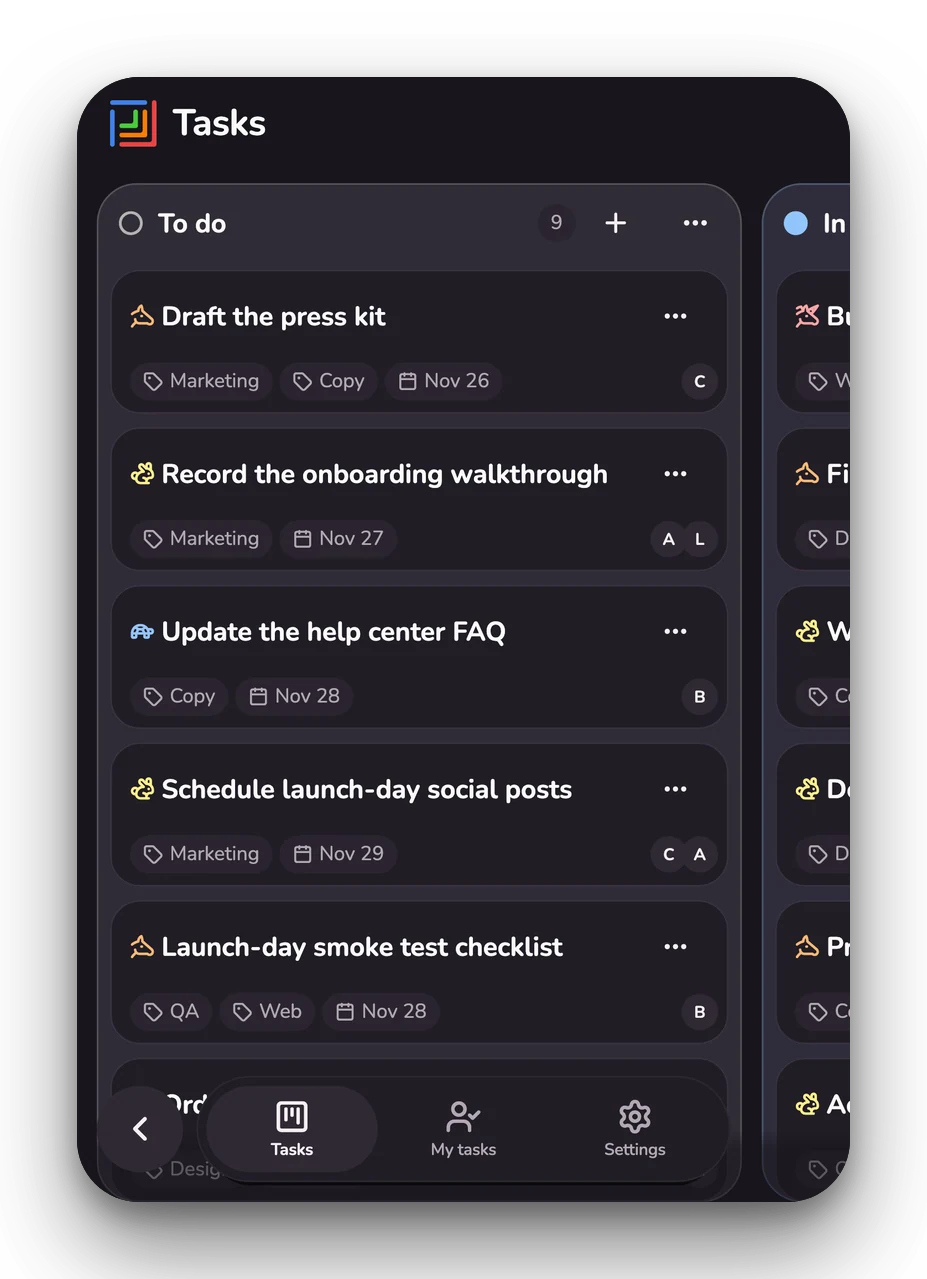 Tasks
To do
9
In
Draft the press kit
Marketing
Copy
Nov 26
C
Record the onboarding walkthrough
Marketing
Nov 27
A
L
Update the help center FAQ
Copy
Nov 28
B
Schedule launch-day social posts
Marketing
Nov 29
C
A
Launch-day smoke test checklist
QA
Web
Nov 28
B
Tasks
My tasks
Settings